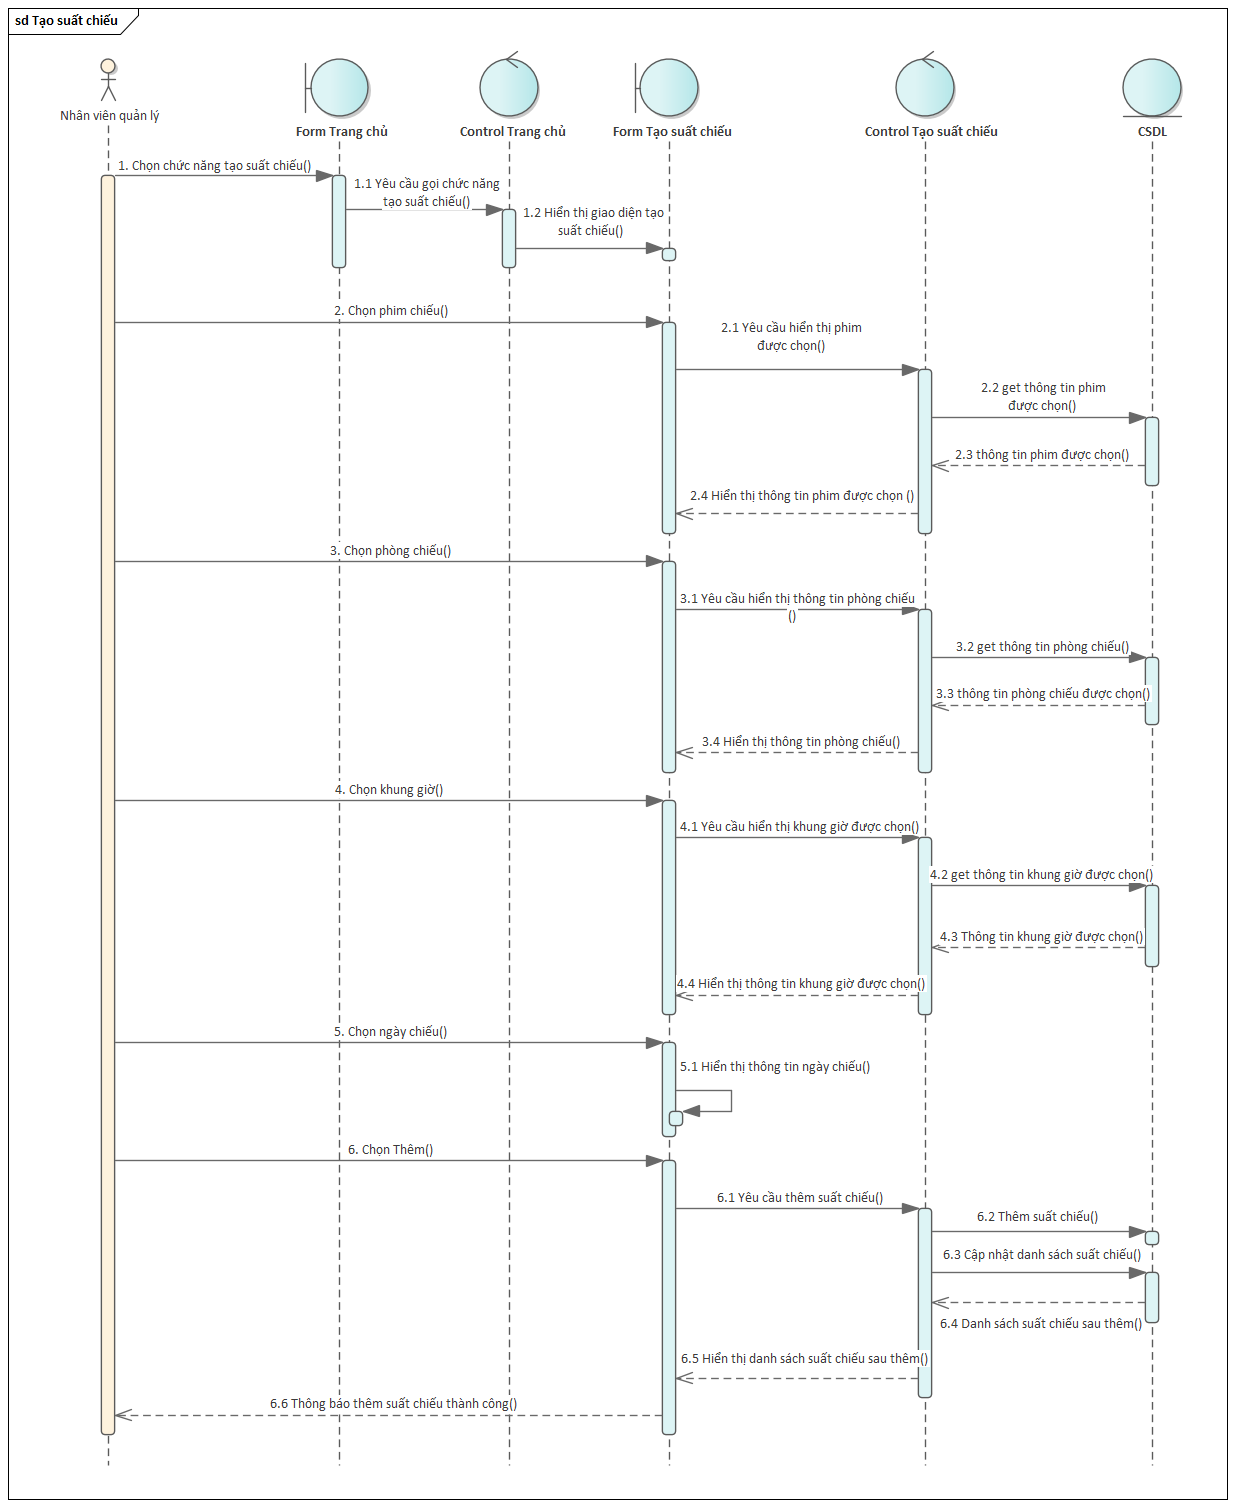 sd Tạo suất chiếu
Nhân viên quản lý
Form Trang chủ
Control Trang chủ
Form Tạo suất chiếu
Control Tạo suất chiếu
CSDL
1. Chọn chức năng tạo suất chiếu()
1.1 Yêu cầu gọi chức năng
tạo suất chiếu()
1.2 Hiển thị giao diện tạo
suất chiếu()
2. Chọn phim chiếu()
2.1 Yêu cầu hiển thị phim
được chọn()
2.2 get thông tin phim
được chọn()
2.3 thông tin phim được chọn()
2.4 Hiển thị thông tin phim được chọn ()
3. Chọn phòng chiếu()
3.1 Yêu cầu hiển thị thông tin phòng chiếu
()
3.2 get thông tin phòng chiếu()
3.3 thông tin phòng chiếu được chọn()
3.4 Hiển thị thông tin phòng chiếu()
4. Chọn khung giờ()
4.1 Yêu cầu hiển thị khung giờ được chọn()
4.2 get thông tin khung giờ được chọn()
4.3 Thông tin khung giờ được chọn()
4.4 Hiển thị thông tin khung giờ được chọn()
5. Chọn ngày chiếu()
5.1 Hiển thị thông tin ngày chiếu()
6. Chọn Thêm()
6.1 Yêu cầu thêm suất chiếu()
6.2 Thêm suất chiếu()
6.3 Cập nhật danh sách suất chiếu()
6.4 Danh sách suất chiếu sau thêm()
6.5 Hiển thị danh sách suất chiếu sau thêm()
6.6 Thông báo thêm suất chiếu thành công()